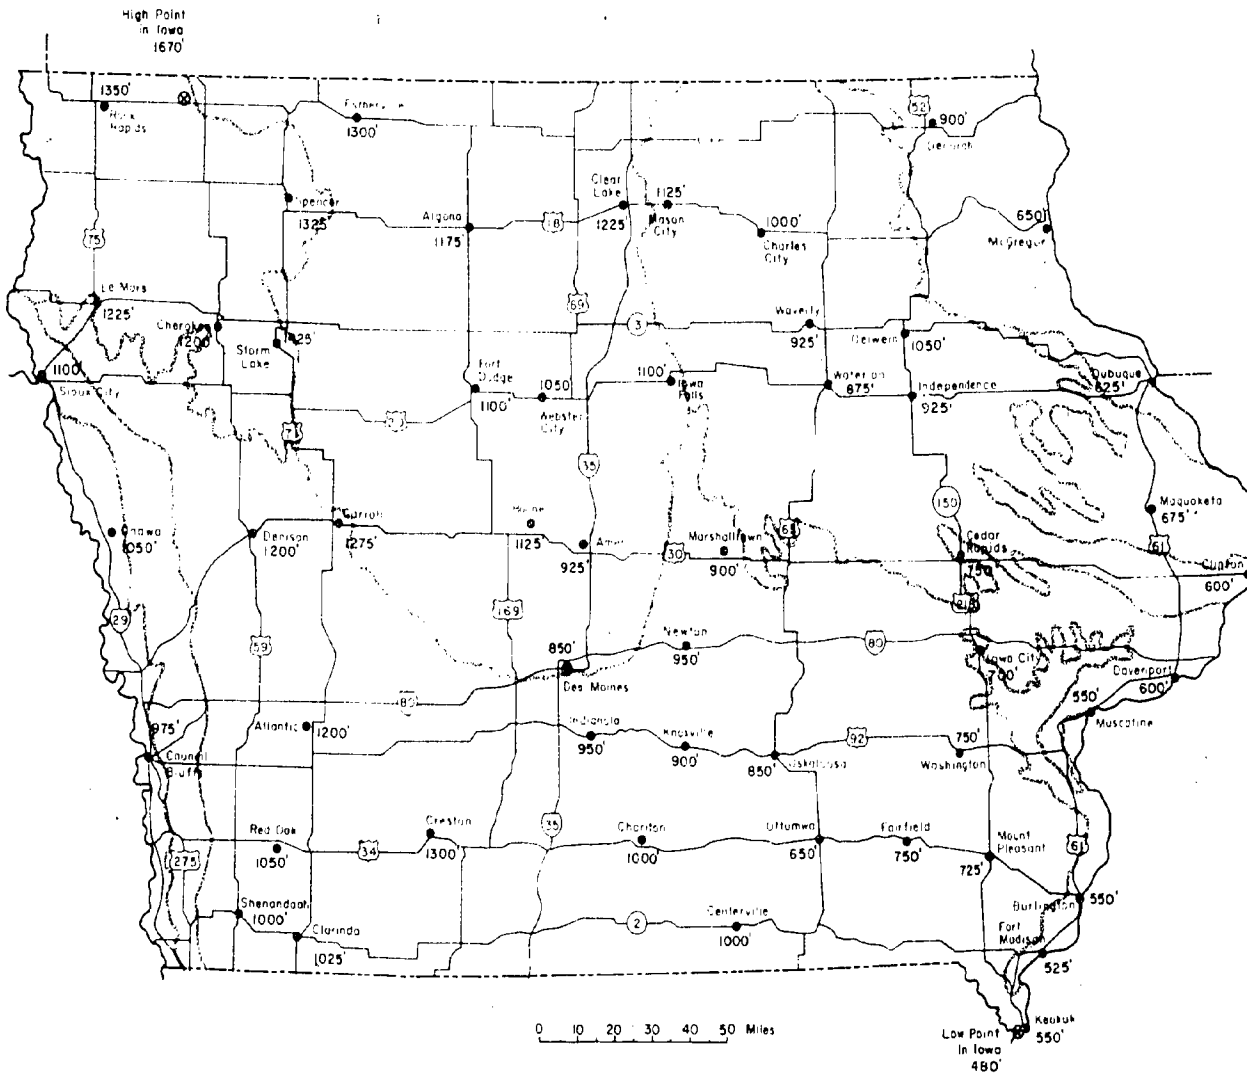 High Point
in Iowa
1670'
1350'
Rock
Rapids
Estherville
1300'
52
900'
Decorah
Spencer
1325'
Algona
1175'
18
Clear
Lake
1225'
1125'
Mason
City
1000'
Charles
City
650'
McGregor
75
Le Mars
1225'
Cherokee
1200'
Storm
Lake
25'
69
3
Waverly
925'
Oelwein
1050'
1100'
Sioux City
Fort
Dodge
1100'
1050'
Webster
City
1100'
Iowa
Falls
Waterloo
875'
Independence
925'
Dubuque
625'
71
35
150
Onawa
1050'
Denison
1200'
Carroll
1275'
Boone
1125'
Ames
925'
30
Marshalltown
900'
63
Cedar
Rapids
750'
Maquoketa
675'
61
Clinton
600'
29
59
169
218
850'
Des Moines
Newton
950'
80
Iowa City
700'
Davenport
600'
80
975'
Council
Bluffs
Atlantic
1200'
Indianola
950'
Knoxville
900'
Oskaloosa
850'
92
750'
Washington
550'
Muscatine
275
Red Oak
1050'
34
Creston
1300'
35
Chariton
1000'
Ottumwa
650'
Fairfield
750'
Mount
Pleasant
725'
61
Shenandoah
1000'
Clarinda
1025'
2
Centerville
1000'
Burlington
550'
Fort
Madison
525'
Keokuk
550'
Low Point
In Iowa
480'
0 10 20 30 40 50 Miles